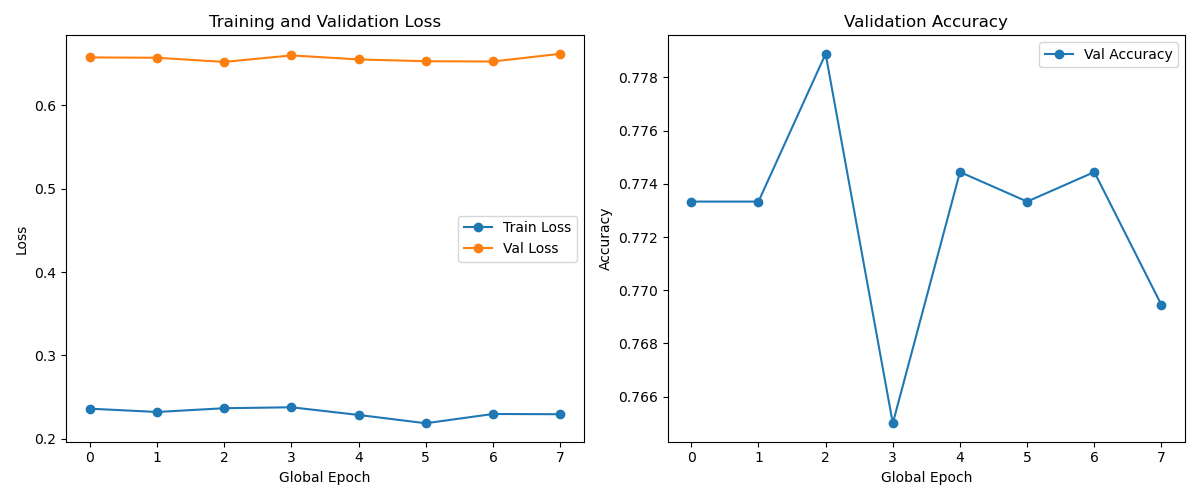 Training and Validation Loss
Loss
0.6
0.5
0.4
0.3
0.2
Train Loss
Val Loss
0 1 2 3 4 5 6 7
Global Epoch
Validation Accuracy
Accuracy
0.778
0.776
0.774
0.772
0.770
0.768
0.766
Val Accuracy
0 1 2 3 4 5 6 7
Global Epoch